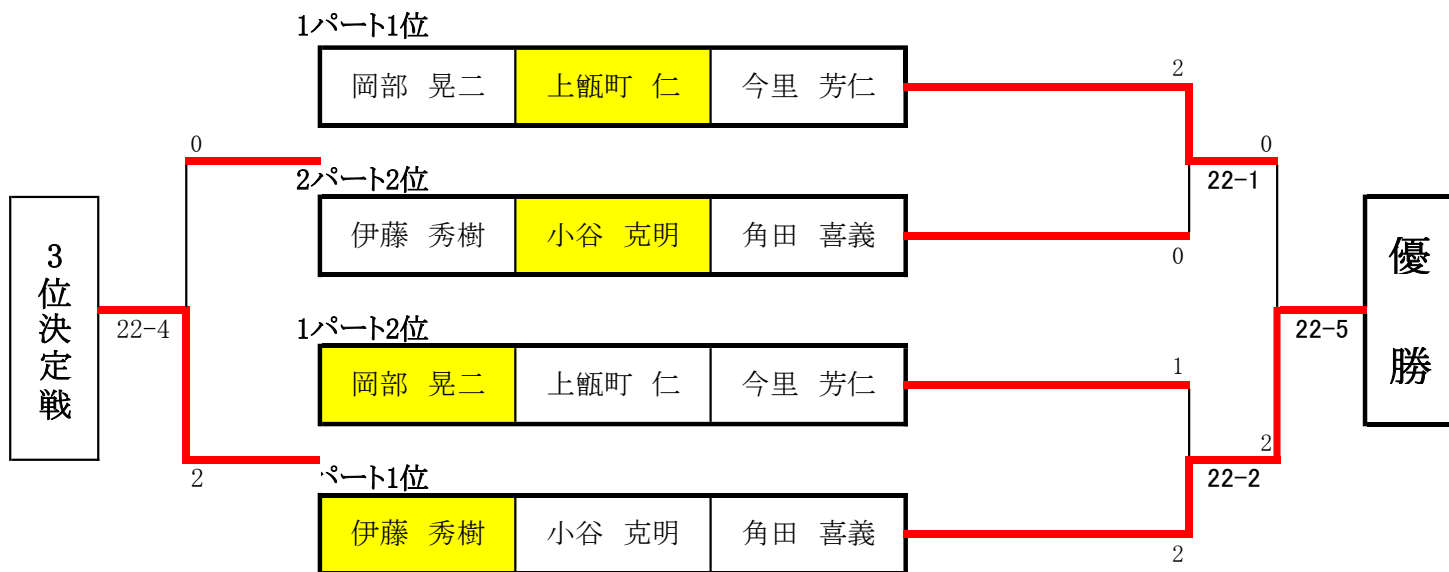 1パート1位
岡部 晃二 上甑町 仁 今里 芳仁
2
0
0
2パート2位
22-1
伊藤 秀樹 小谷 克明 角田 喜義
0
3位決定戦
優勝
22-4
22-5
1パート2位
岡部 晃二 上甑町 仁 今里 芳仁
1
2
2
パート1位
22-2
伊藤 秀樹 小谷 克明 角田 喜義
2